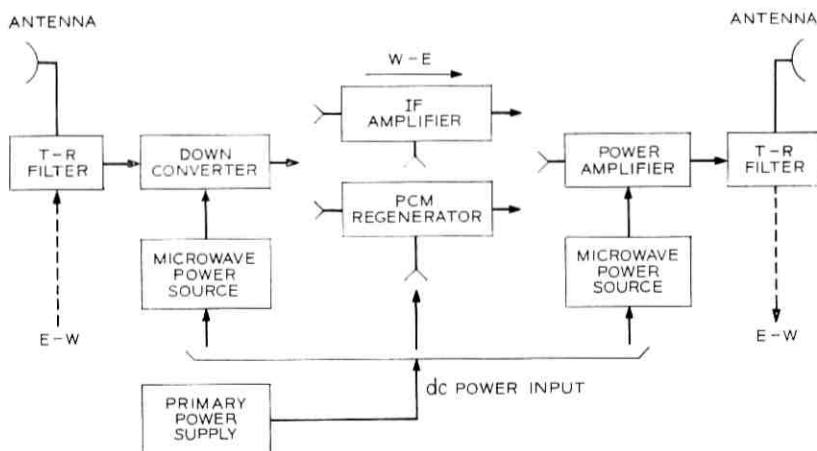 ANTENNA
ANTENNA
W-E
IF
AMPLIFIER
T-R
FILTER
DOWN
CONVERTER
POWER
AMPLIFIER
T-R
FILTER
PCM
REGENERATOR
MICROWAVE
POWER
SOURCE
MICROWAVE
POWER
SOURCE
E-W
E-W
dc POWER INPUT
PRIMARY
POWER
SUPPLY